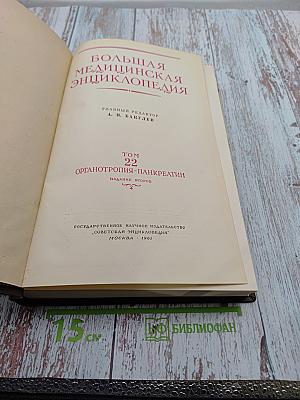 БОЛЬШАЯ
МЕДИЦИНСКАЯ
ЭНЦИКЛОПЕДИЯ
ГЛАВНЫЙ РЕДАКТОР
А. Н. БАКУЛЕВ
ТОМ
22
ОРГАНОТРОПИЯ-ПАНКРЕАТИН
ИЗДАНИЕ ВТОРОЕ
ГОСУДАРСТВЕННОЕ НАУЧНОЕ ИЗДАТЕЛЬСТВО
„СОВЕТСКАЯ ЭНЦИКЛОПЕДИЯ"
МОСКВА
15 см
БИБЛИОФАН